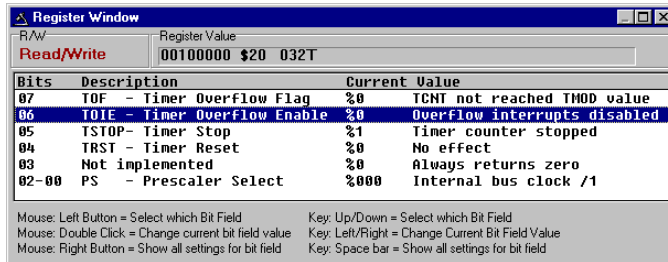 Register Window
R/W
Register Value
Read/Write
00100000 $20 032T
Bits Description Current Value
07 TOF - Timer Overflow Flag %0 TCNT not reached TMOD value
06 TOIE - Timer Overflow Enable %0 Overflow interrupts disabled
05 TSTOP- Timer Stop %1 Timer counter stopped
04 TRST - Timer Reset %0 No effect
03 Not implemented %0 Always returns zero
02-00 PS - Prescaler Select %000 Internal bus clock /1
Mouse: Left Button = Select which Bit Field Key: Up/Down = Select which Bit Field
Mouse: Double Click = Change current bit field value Key: Left/Right = Change Current Bit Field Value
Mouse: Right Button = Show all settings for bit field Key: Space bar = Show all settings for bit field